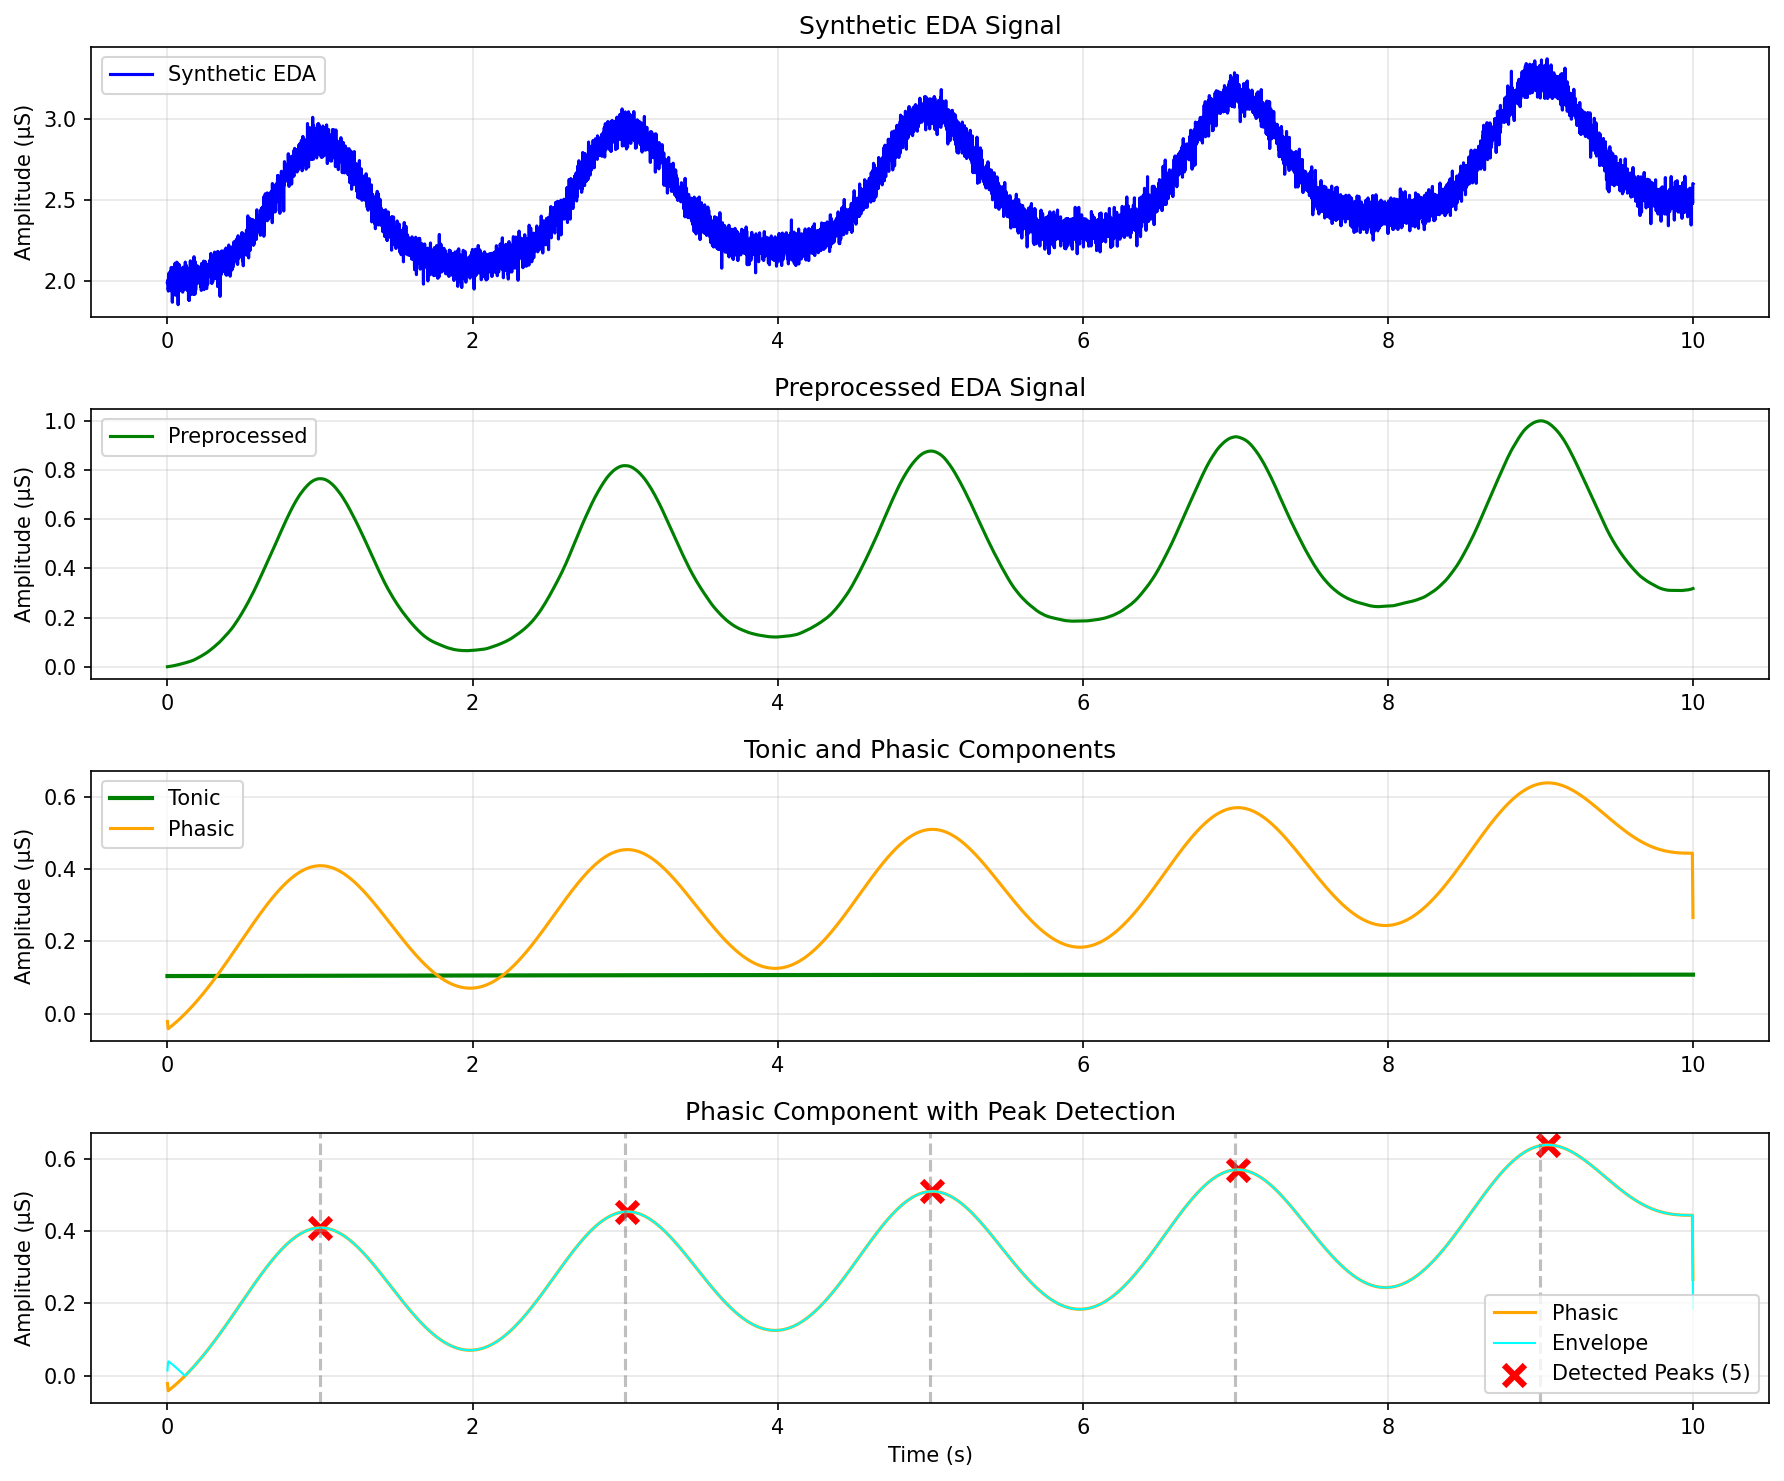 Synthetic EDA Signal
Synthetic EDA
Amplitude (µS)
3.0
2.5
2.0
0 2 4 6 8 10
Preprocessed EDA Signal
Preprocessed
Amplitude (µS)
1.0
0.8
0.6
0.4
0.2
0.0
0 2 4 6 8 10
Tonic and Phasic Components
Tonic
Phasic
Amplitude (µS)
0.6
0.4
0.2
0.0
0 2 4 6 8 10
Phasic Component with Peak Detection
Amplitude (µS)
0.6
0.4
0.2
0.0
Phasic
Envelope
Detected Peaks (5)
0 2 4 6 8 10
Time (s)